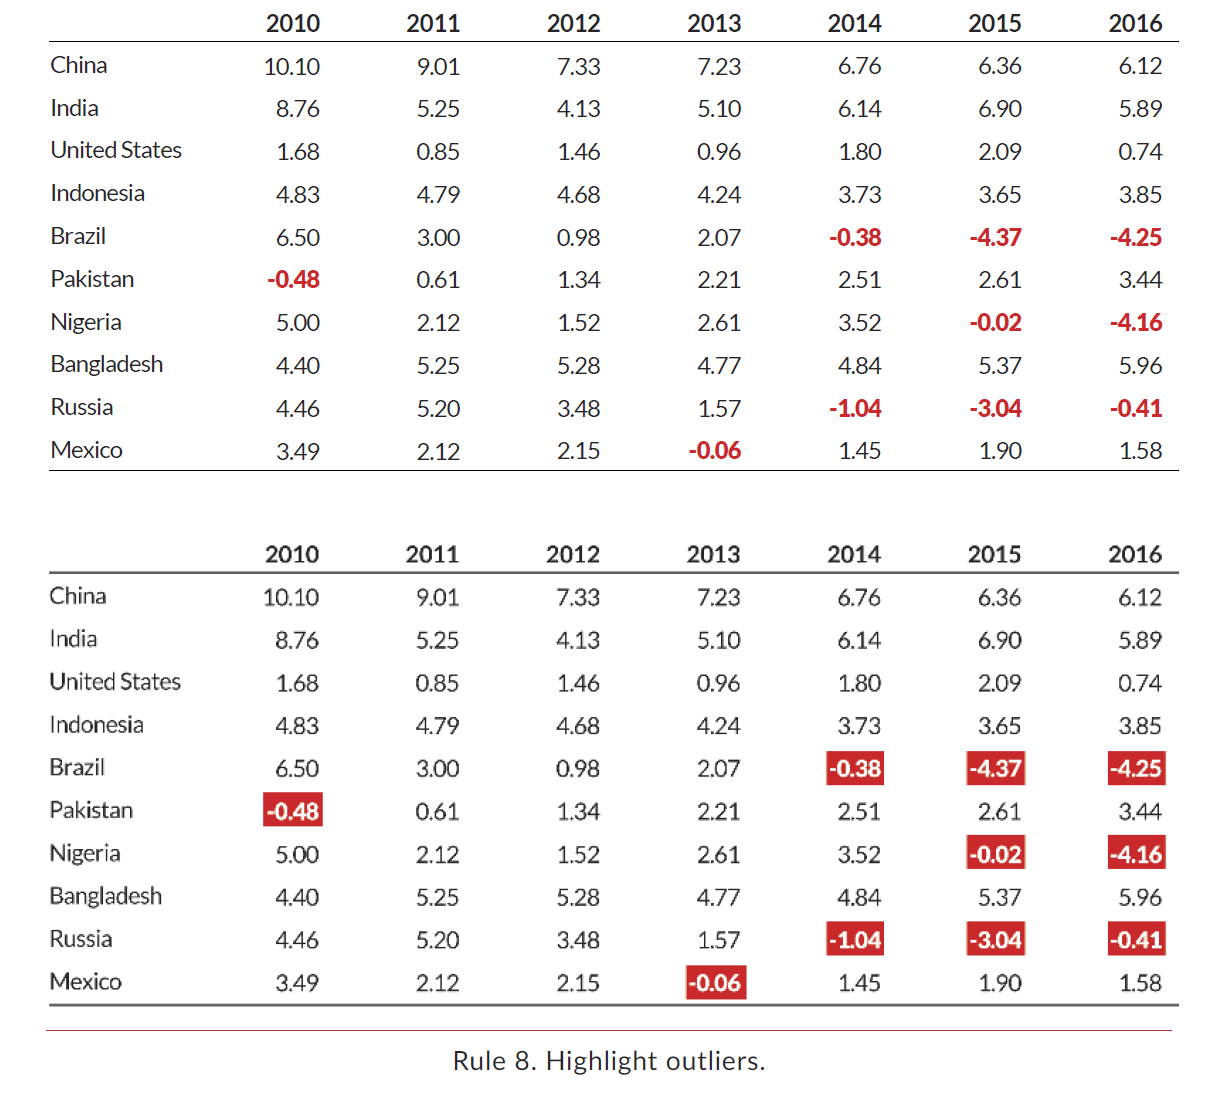 2010 2011 2012 2013 2014 2015 2016
China 10.10 9.01 7.33 7.23 6.76 6.36 6.12
India 8.76 5.25 4.13 5.10 6.14 6.90 5.89
United States 1.68 0.85 1.46 0.96 1.80 2.09 0.74
Indonesia 4.83 4.79 4.68 4.24 3.73 3.65 3.85
Brazil 6.50 3.00 0.98 2.07 -0.38 -4.37 -4.25
Pakistan -0.48 0.61 1.34 2.21 2.51 2.61 3.44
Nigeria 5.00 2.12 1.52 2.61 3.52 -0.02 -4.16
Bangladesh 4.40 5.25 5.28 4.77 4.84 5.37 5.96
Russia 4.46 5.20 3.48 1.57 -1.04 -3.04 -0.41
Mexico 3.49 2.12 2.15 -0.06 1.45 1.90 1.58
2010 2011 2012 2013 2014 2015 2016
China 10.10 9.01 7.33 7.23 6.76 6.36 6.12
India 8.76 5.25 4.13 5.10 6.14 6.90 5.89
United States 1.68 0.85 1.46 0.96 1.80 2.09 0.74
Indonesia 4.83 4.79 4.68 4.24 3.73 3.65 3.85
Brazil 6.50 3.00 0.98 2.07 -0.38 -4.37 -4.25
Pakistan -0.48 0.61 1.34 2.21 2.51 2.61 3.44
Nigeria 5.00 2.12 1.52 2.61 3.52 -0.02 -4.16
Bangladesh 4.40 5.25 5.28 4.77 4.84 5.37 5.96
Russia 4.46 5.20 3.48 1.57 -1.04 -3.04 -0.41
Mexico 3.49 2.12 2.15 -0.06 1.45 1.90 1.58
Rule 8. Highlight outliers.